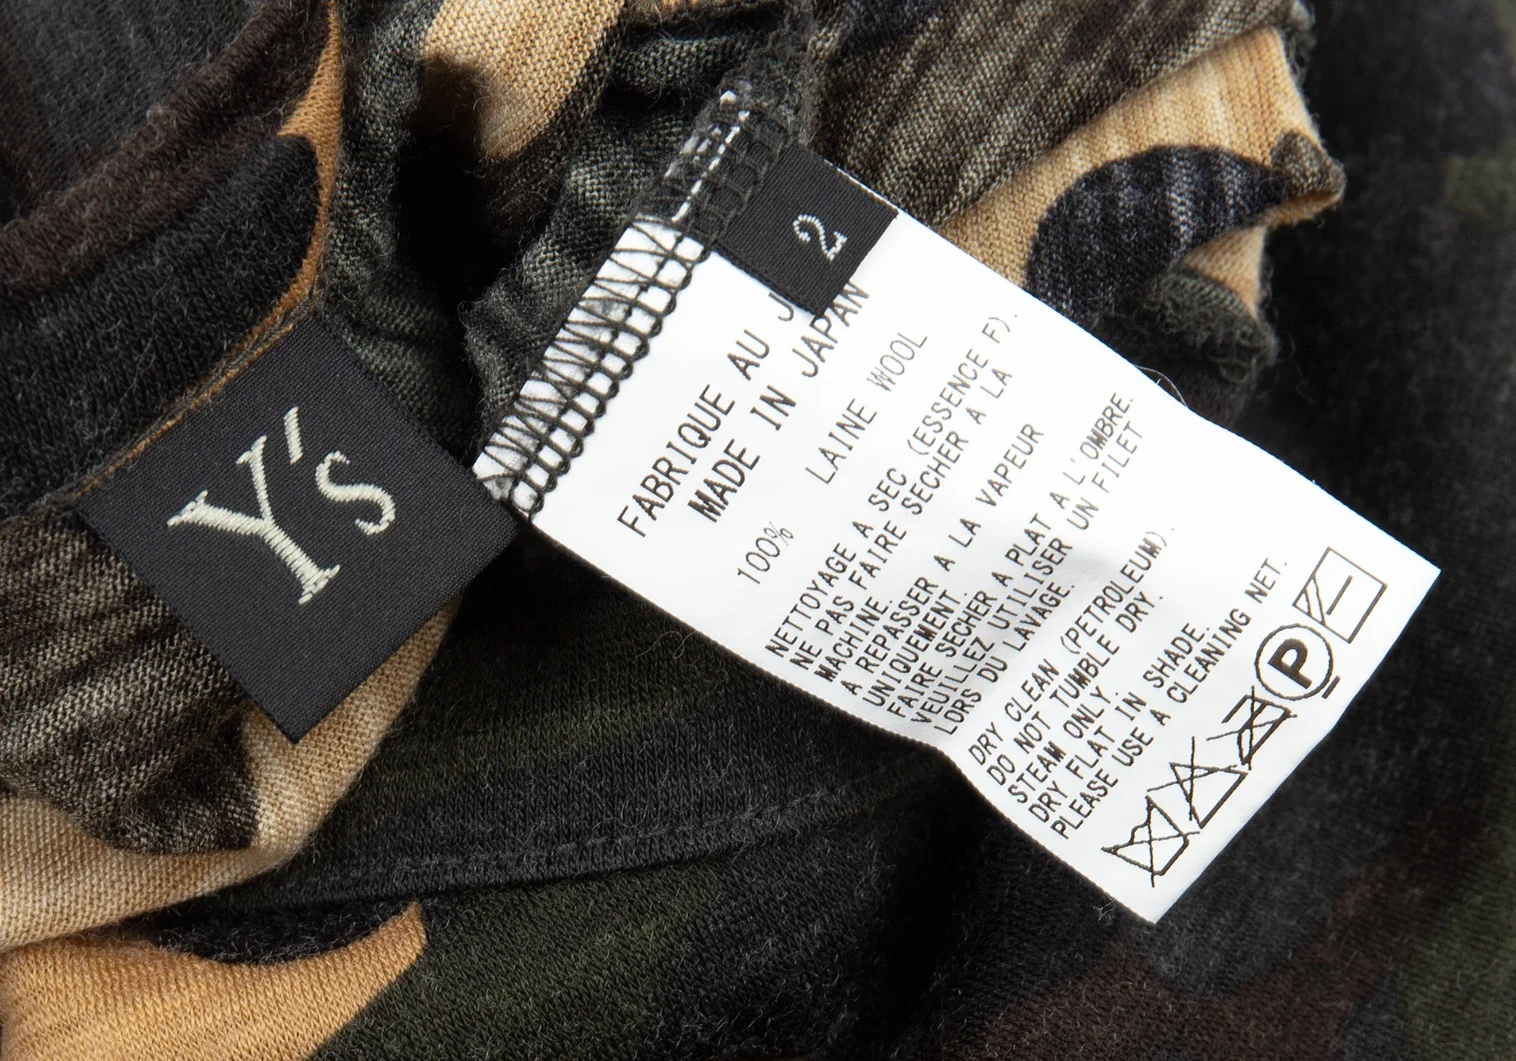 Y's
2
FABRIQUE AU J
MADE IN JAPAN
100% LAINE WOOL
NETTOYAGE A SEC (ESSENCE F).
NE PAS FAIRE SECHER A LA
MACHINE.
A REPASSER A LA VAPEUR
UNIQUEMENT.
FAIRE SECHER A PLAT A L'OMBRE.
VEUILLEZ UTILISER UN FILET
LORS DU LAVAGE.
DRY CLEAN (PETROLEUM).
DO NOT TUMBLE DRY.
STEAM ONLY.
DRY FLAT IN SHADE.
PLEASE USE A CLEANING NET.
P